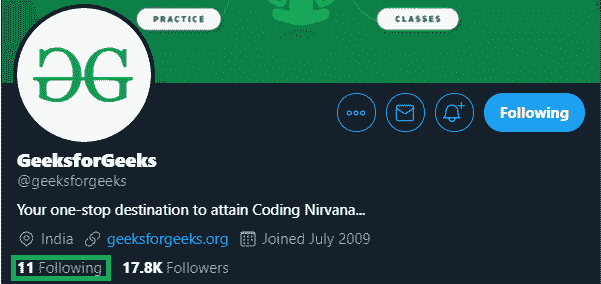 PRACTICE
CLASSES
GG
Following
GeeksforGeeks
@geeksforgeeks
Your one-stop destination to attain Coding Nirvana...
India geeksforgeeks.org Joined July 2009
11 Following 17.8K Followers